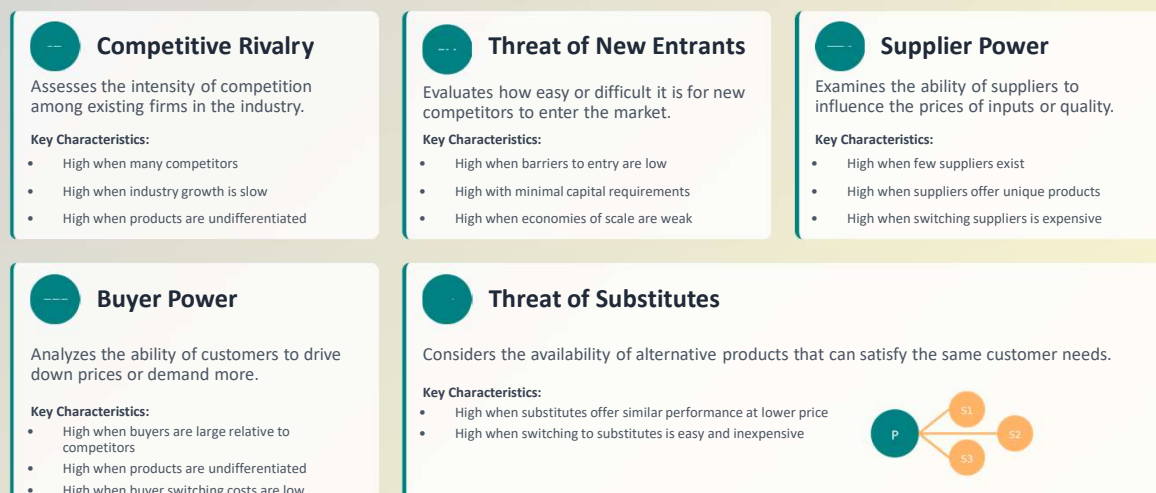 Competitive Rivalry
Assesses the intensity of competition
among existing firms in the industry.
Key Characteristics:
• High when many competitors
• High when industry growth is slow
• High when products are undifferentiated
Threat of New Entrants
Evaluates how easy or difficult it is for new
competitors to enter the market.
Key Characteristics:
• High when barriers to entry are low
• High with minimal capital requirements
• High when economies of scale are weak
Supplier Power
Examines the ability of suppliers to
influence the prices of inputs or quality.
Key Characteristics:
• High when few suppliers exist
• High when suppliers offer unique products
• High when switching suppliers is expensive
Buyer Power
Analyzes the ability of customers to drive
down prices or demand more.
Key Characteristics:
• High when buyers are large relative to
competitors
• High when products are undifferentiated
• High when buyer switching costs are low
Threat of Substitutes
Considers the availability of alternative products that can satisfy the same customer needs.
Key Characteristics:
• High when substitutes offer similar performance at lower price
• High when switching to substitutes is easy and inexpensive
P
S1
S2
S3